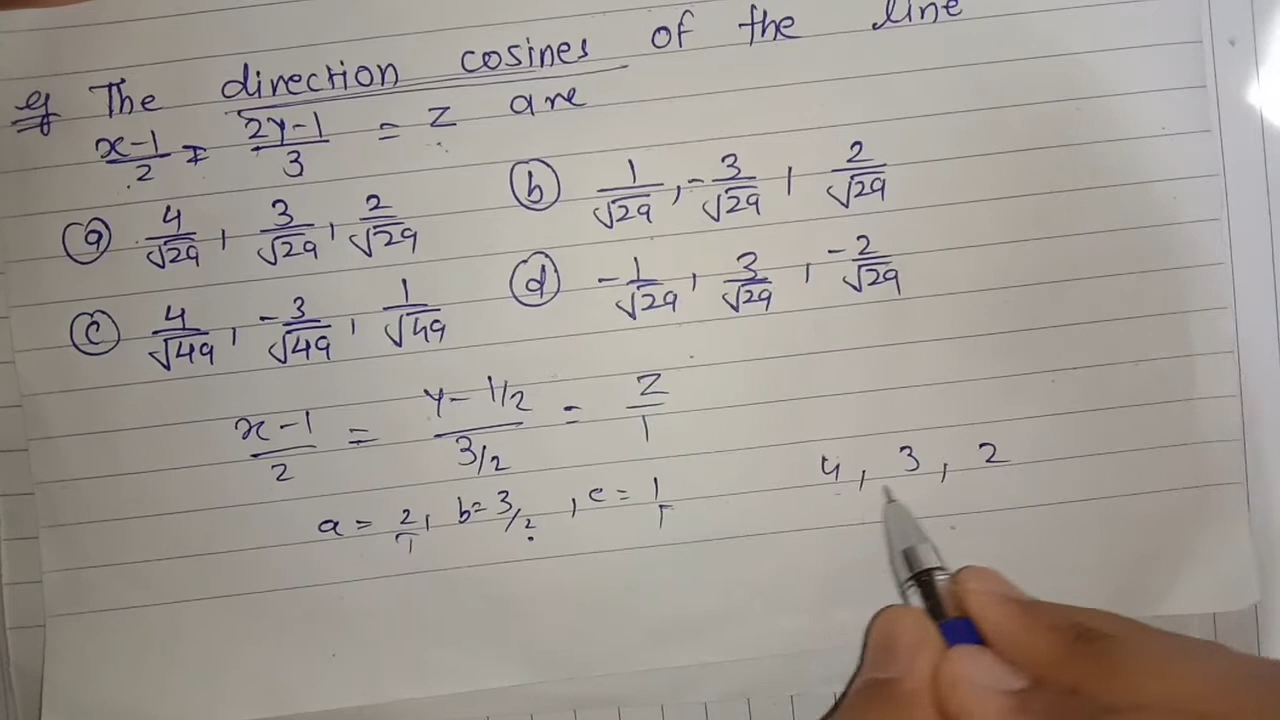 eg The direction cosines of the line
x-1/2 = 2y-1/3 = z are
(a) 4/√29, 3/√29, 2/√29 (b) 1/√29, -3/√29, 2/√29
(c) 4/√49, -3/√49, 1/√49 (d) -1/√29, 3/√29, -2/√29
x-1/2 = y-1/2/3/2 = z/1
4, 3, 2
a = 2/1, b = 3/2, c = 1/1